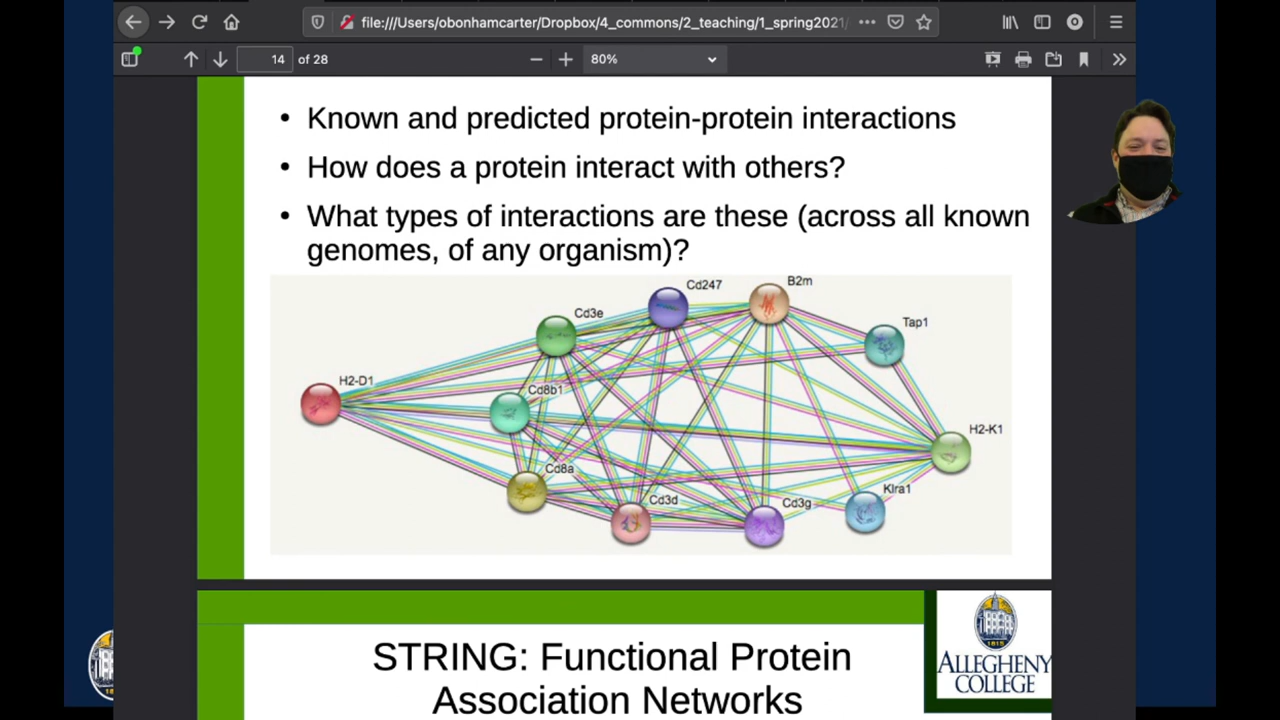 file:///Users/obonhamcarter/Dropbox/4_commons/2_teaching/1_spring2021/
14 of 28
80%
• Known and predicted protein-protein interactions
• How does a protein interact with others?
• What types of interactions are these (across all known
genomes, of any organism)?
Cd247
B2m
Cd3e
Tap1
H2-D1
Cd8b1
H2-K1
Cd8a
Klra1
Cd3d
Cd3g
STRING: Functional Protein
Association Networks
1815
ALLEGHENY
COLLEGE